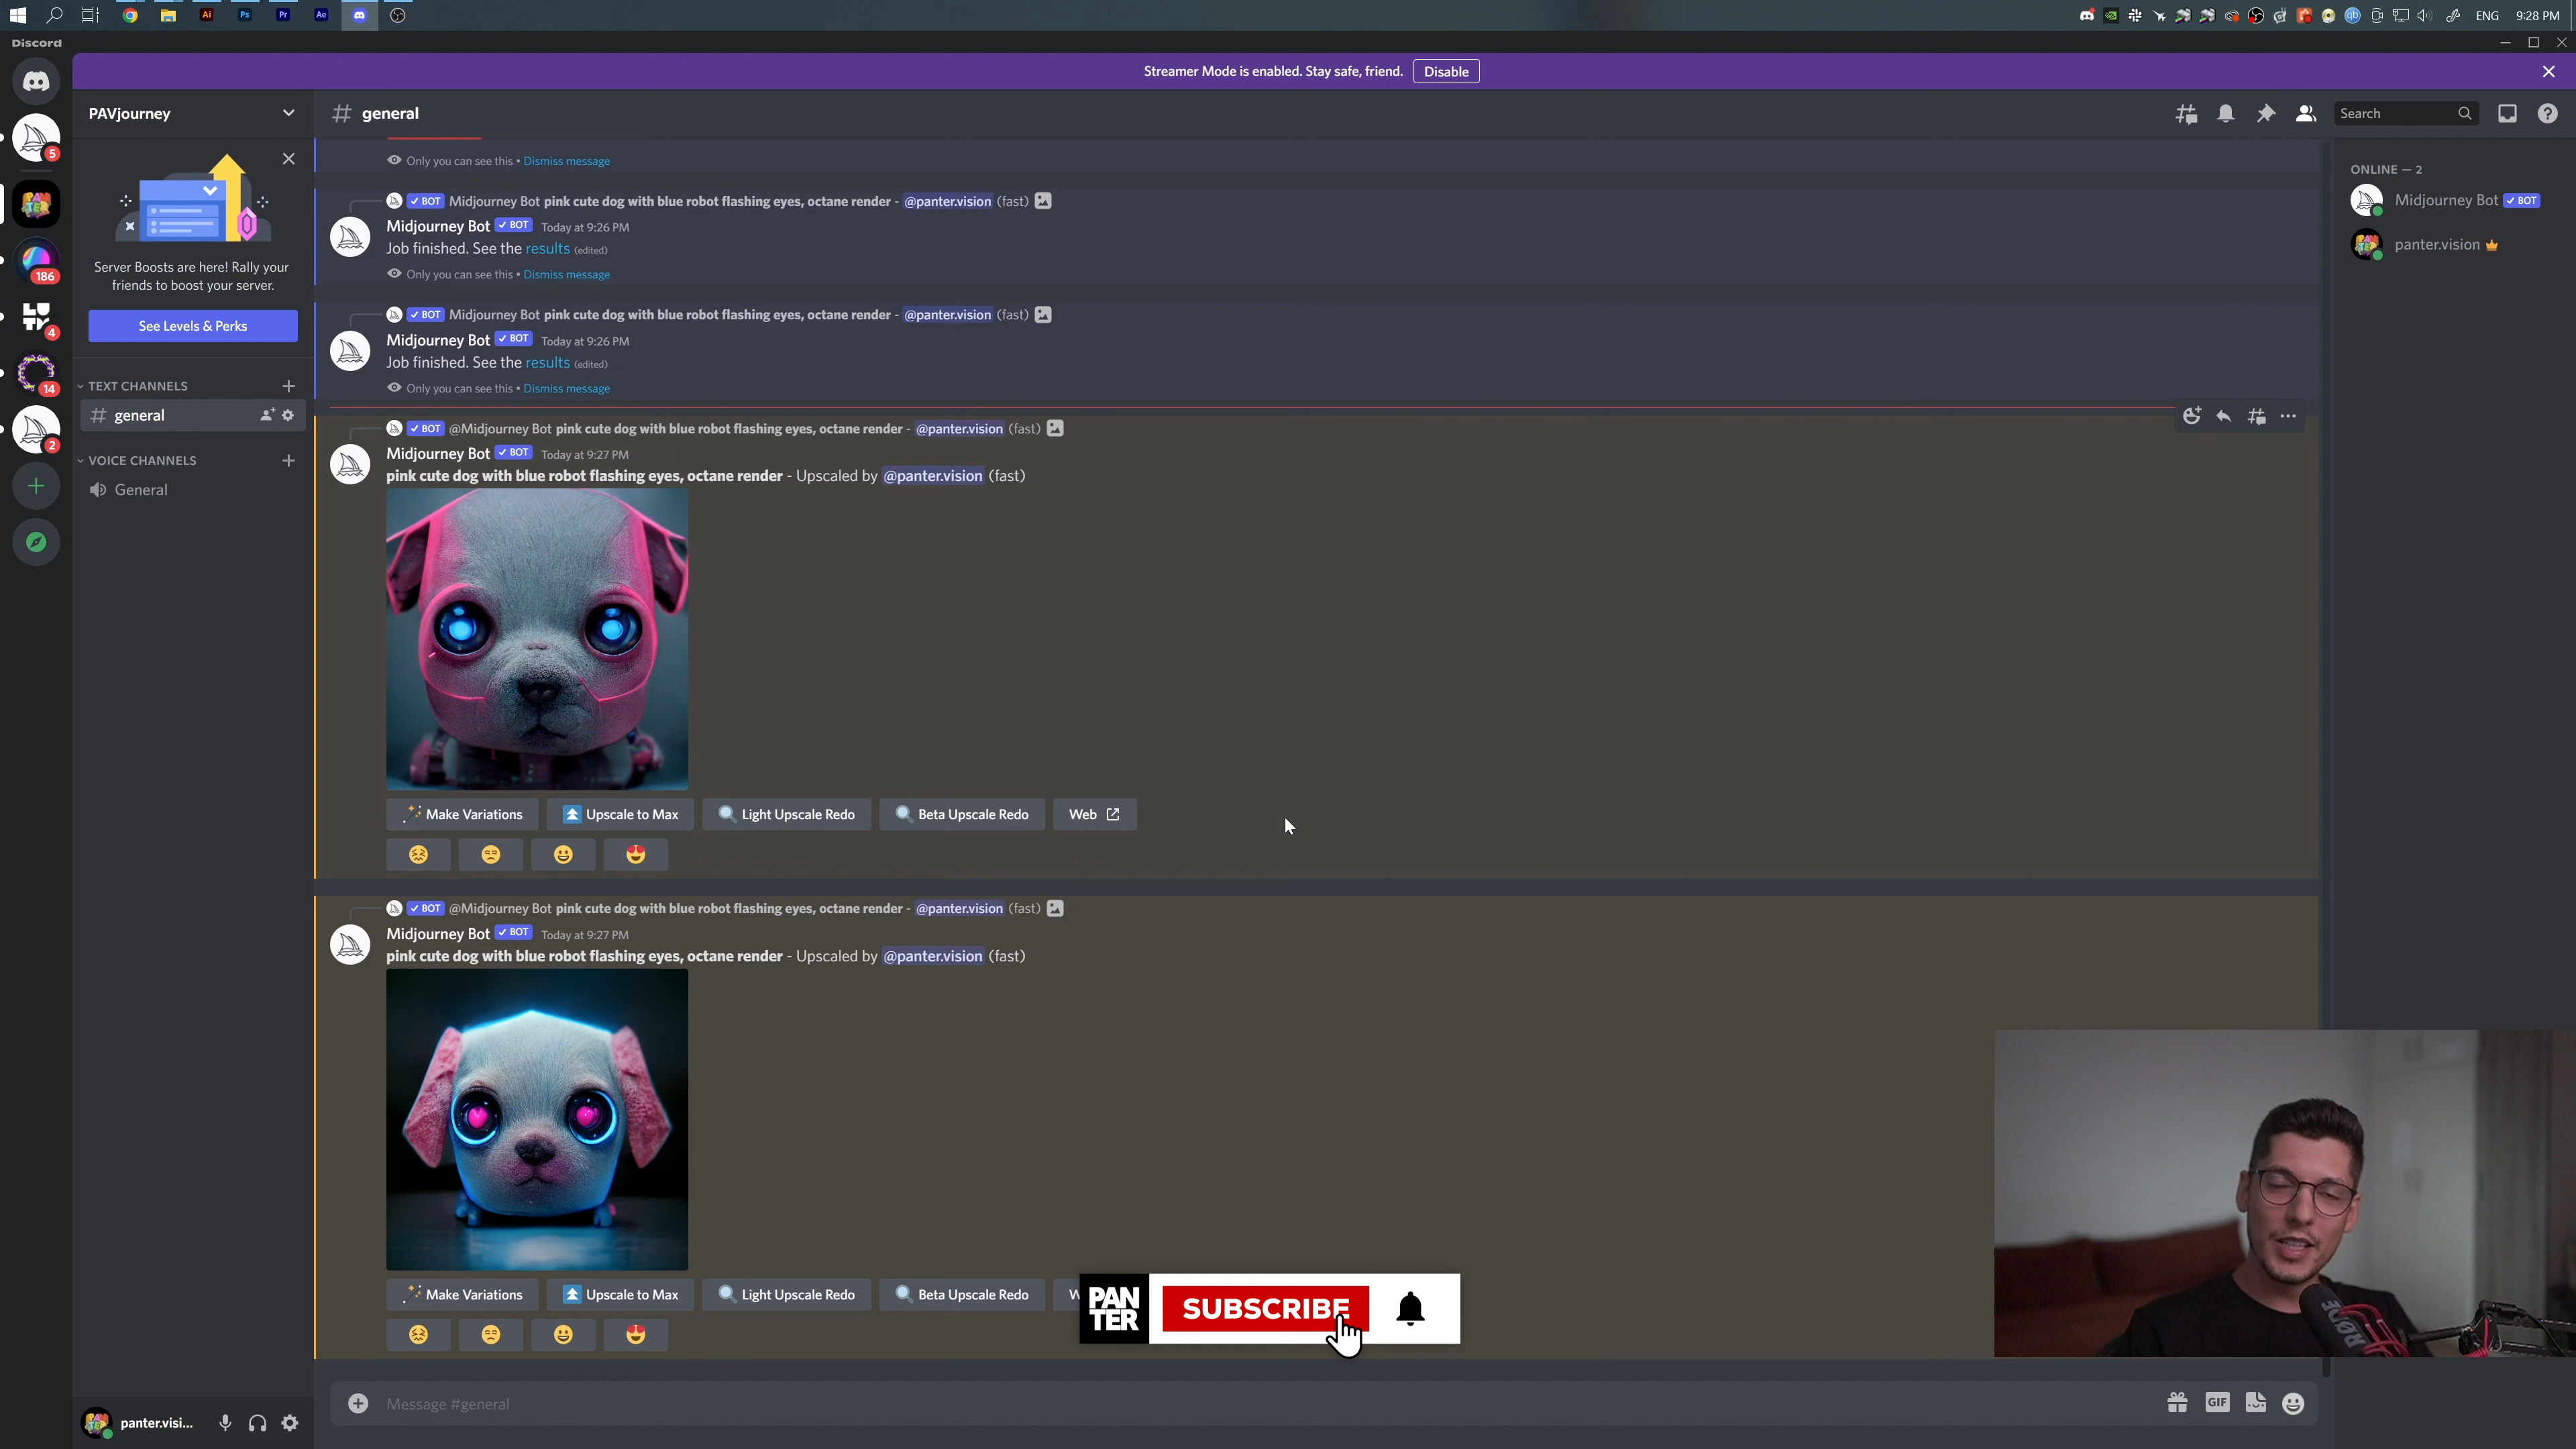 Ai
Ps
Pr
Ae
ENG
9:28 PM
Discord
Streamer Mode is enabled. Stay safe, friend.
Disable
PAVjourney
general
Search
5
186
4
14
2
Server Boosts are here! Rally your
friends to boost your server.
See Levels & Perks
TEXT CHANNELS
general
VOICE CHANNELS
General
Only you can see this • Dismiss message
BOT Midjourney Bot pink cute dog with blue robot flashing eyes, octane render - @panter.vision (fast)
Midjourney Bot BOT Today at 9:26 PM
Job finished. See the results (edited)
Only you can see this • Dismiss message
BOT Midjourney Bot pink cute dog with blue robot flashing eyes, octane render - @panter.vision (fast)
Midjourney Bot BOT Today at 9:26 PM
Job finished. See the results (edited)
Only you can see this • Dismiss message
BOT @Midjourney Bot pink cute dog with blue robot flashing eyes, octane render - @panter.vision (fast)
Midjourney Bot BOT Today at 9:27 PM
pink cute dog with blue robot flashing eyes, octane render - Upscaled by @panter.vision (fast)
Make Variations
Upscale to Max
Light Upscale Redo
Beta Upscale Redo
Web
BOT @Midjourney Bot pink cute dog with blue robot flashing eyes, octane render - @panter.vision (fast)
Midjourney Bot BOT Today at 9:27 PM
pink cute dog with blue robot flashing eyes, octane render - Upscaled by @panter.vision (fast)
Make Variations
Upscale to Max
Light Upscale Redo
Beta Upscale Redo
PAN
TER
SUBSCRIBE
Message #general
GIF
panter.visi...
ONLINE — 2
Midjourney Bot BOT
panter.vision
RØDE